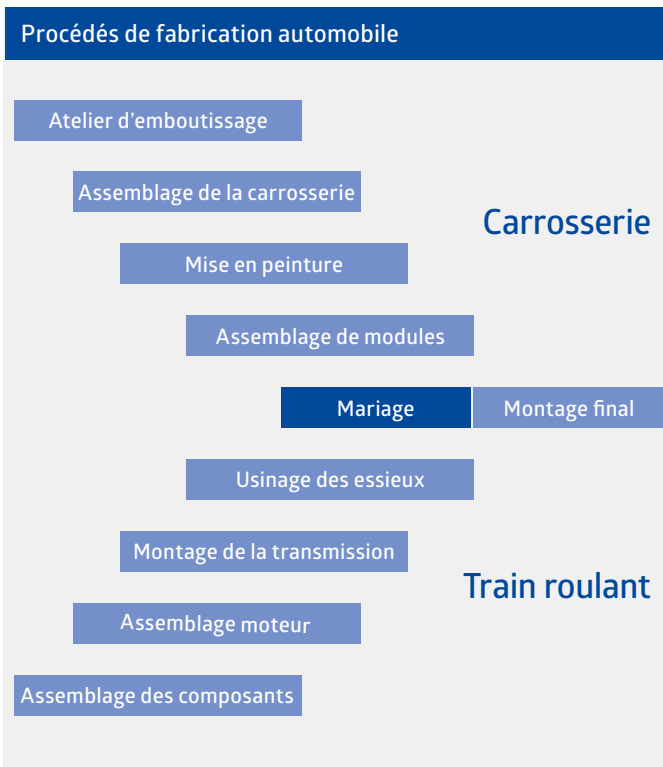 Procédés de fabrication automobile
Atelier d'emboutissage
Assemblage de la carrosserie
Carrosserie
Mise en peinture
Assemblage de modules
Mariage
Montage final
Usinage des essieux
Montage de la transmission
Train roulant
Assemblage moteur
Assemblage des composants